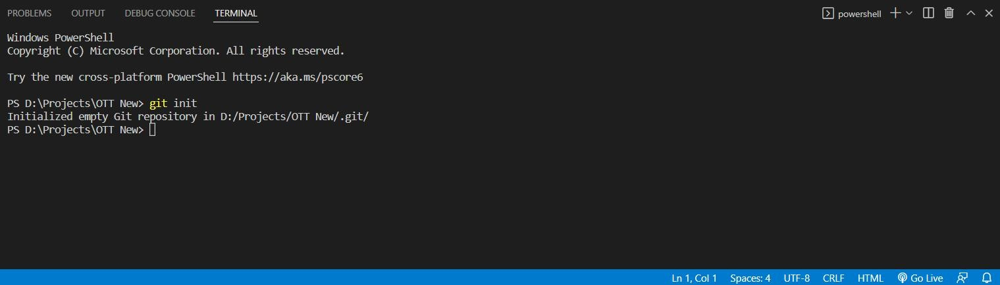 PROBLEMS OUTPUT DEBUG CONSOLE TERMINAL powershell
Windows PowerShell
Copyright (C) Microsoft Corporation. All rights reserved.
Try the new cross-platform PowerShell https://aka.ms/pscore6
PS D:\Projects\OTT New> git init
Initialized empty Git repository in D:/Projects/OTT New/.git/
PS D:\Projects\OTT New>
Ln 1, Col 1 Spaces: 4 UTF-8 CRLF HTML Go Live